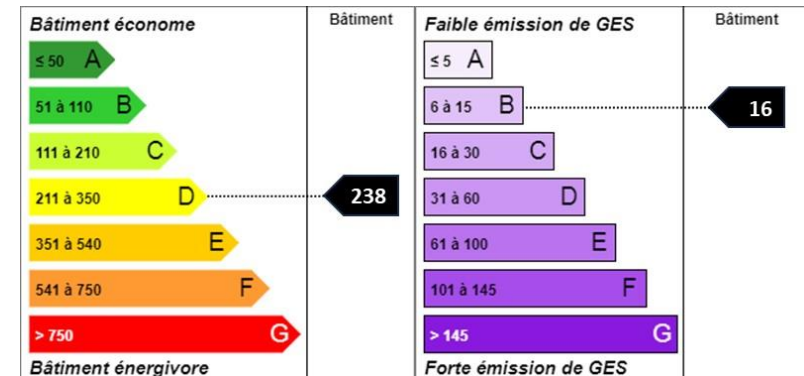 Bâtiment économe
Bâtiment
≤ 50 A
51 à 110 B
111 à 210 C
211 à 350 D
238
351 à 540 E
541 à 750 F
> 750 G
Bâtiment énergivore
Faible émission de GES
Bâtiment
≤ 5 A
6 à 15 B
16
16 à 30 C
31 à 60 D
61 à 100 E
101 à 145 F
> 145 G
Forte émission de GES